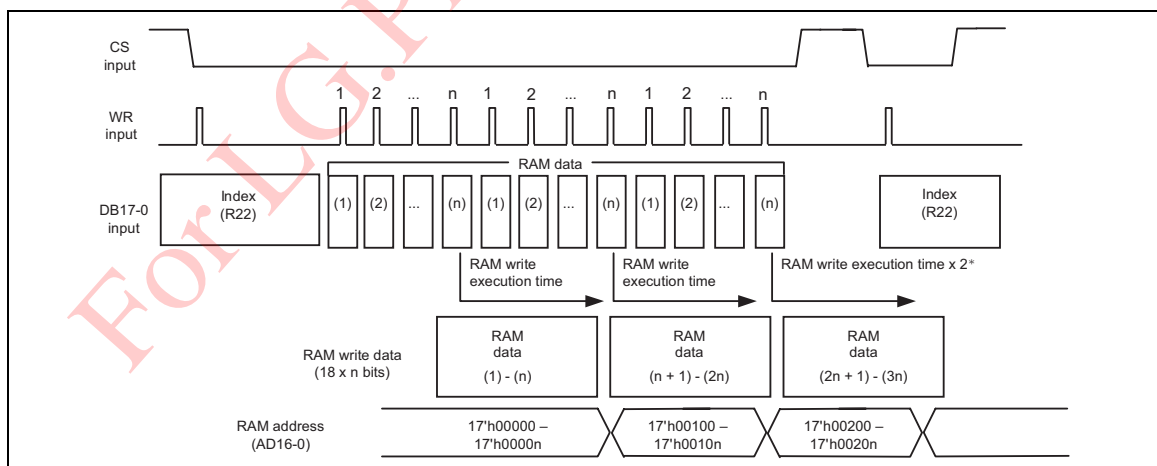 For LG.P
CS
input
WR
input
1 2 ... n 1 2 ... n 1 2 ... n
RAM data
DB17-0
input
Index
(R22)
(1) (2) ... (n) (1) (2) ... (n) (1) (2) ... (n)
Index
(R22)
RAM write
execution time
RAM write
execution time
RAM write execution time x 2*
RAM write data
(18 x n bits)
RAM
data
(1) - (n)
RAM
data
(n + 1) - (2n)
RAM
data
(2n + 1) - (3n)
RAM address
(AD16-0)
17'h00000 –
17'h0000n
17'h00100 –
17'h0010n
17'h00200 –
17'h0020n